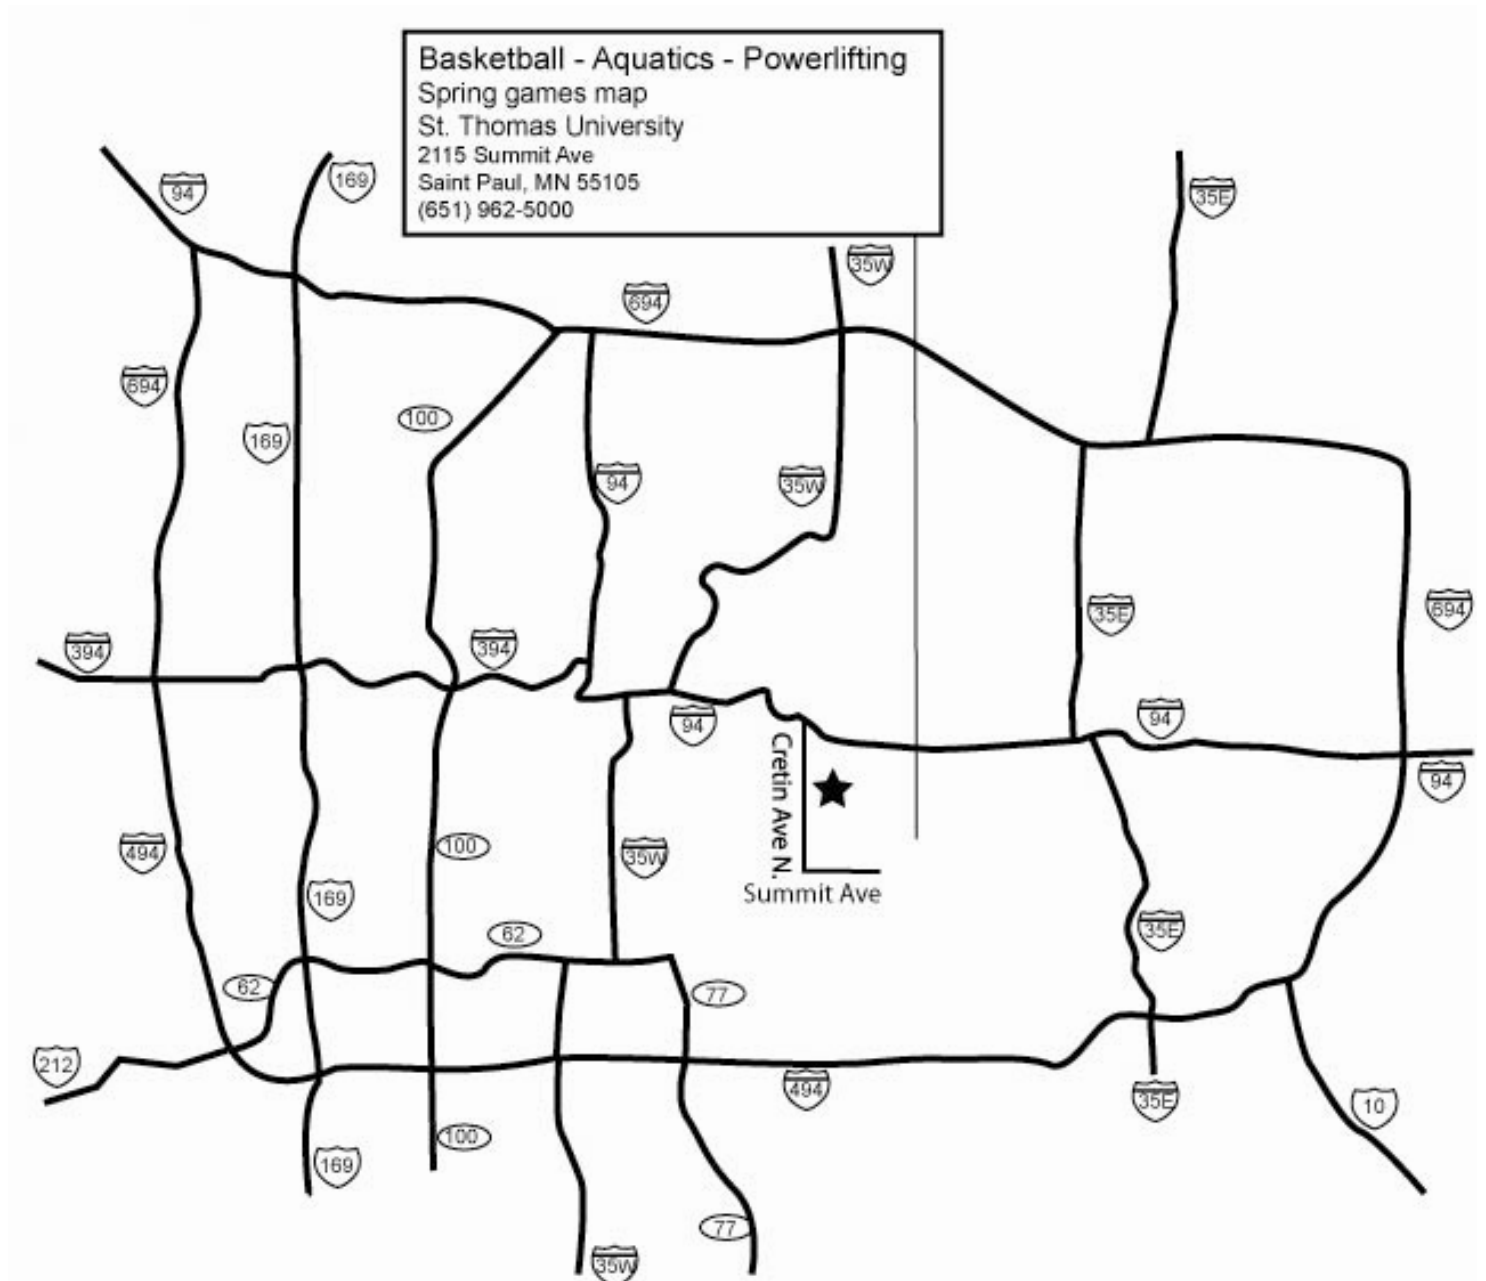 Basketball - Aquatics - Powerlifting
Spring games map
St. Thomas University
2115 Summit Ave
Saint Paul, MN 55105
(651) 962-5000
94
169
35E
35W
694
694
100
169
94
35W
35E
694
394
394
94
94
94
Cretin Ave N.
Summit Ave
494
100
35W
169
62
35E
62
77
212
494
35E
10
100
169
77
35W